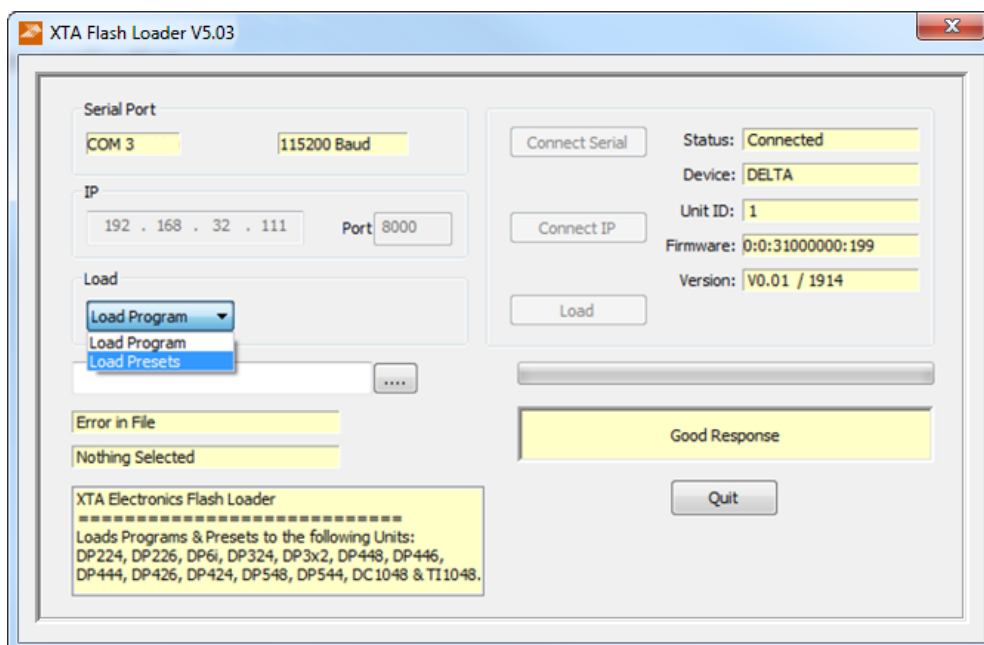 XTA Flash Loader V5.03
Serial Port
COM 3
115200 Baud
IP
192 . 168 . 32 . 111
Port 8000
Load
Load Program
Load Program
Load Presets
....
Error in File
Nothing Selected
XTA Electronics Flash Loader
============================
Loads Programs & Presets to the following Units:
DP224, DP226, DP6i, DP324, DP3x2, DP448, DP446,
DP444, DP426, DP424, DP548, DP544, DC1048 & TI1048.
Connect Serial
Connect IP
Load
Status: Connected
Device: DELTA
Unit ID: 1
Firmware: 0:0:31000000:199
Version: V0.01 / 1914
Good Response
Quit